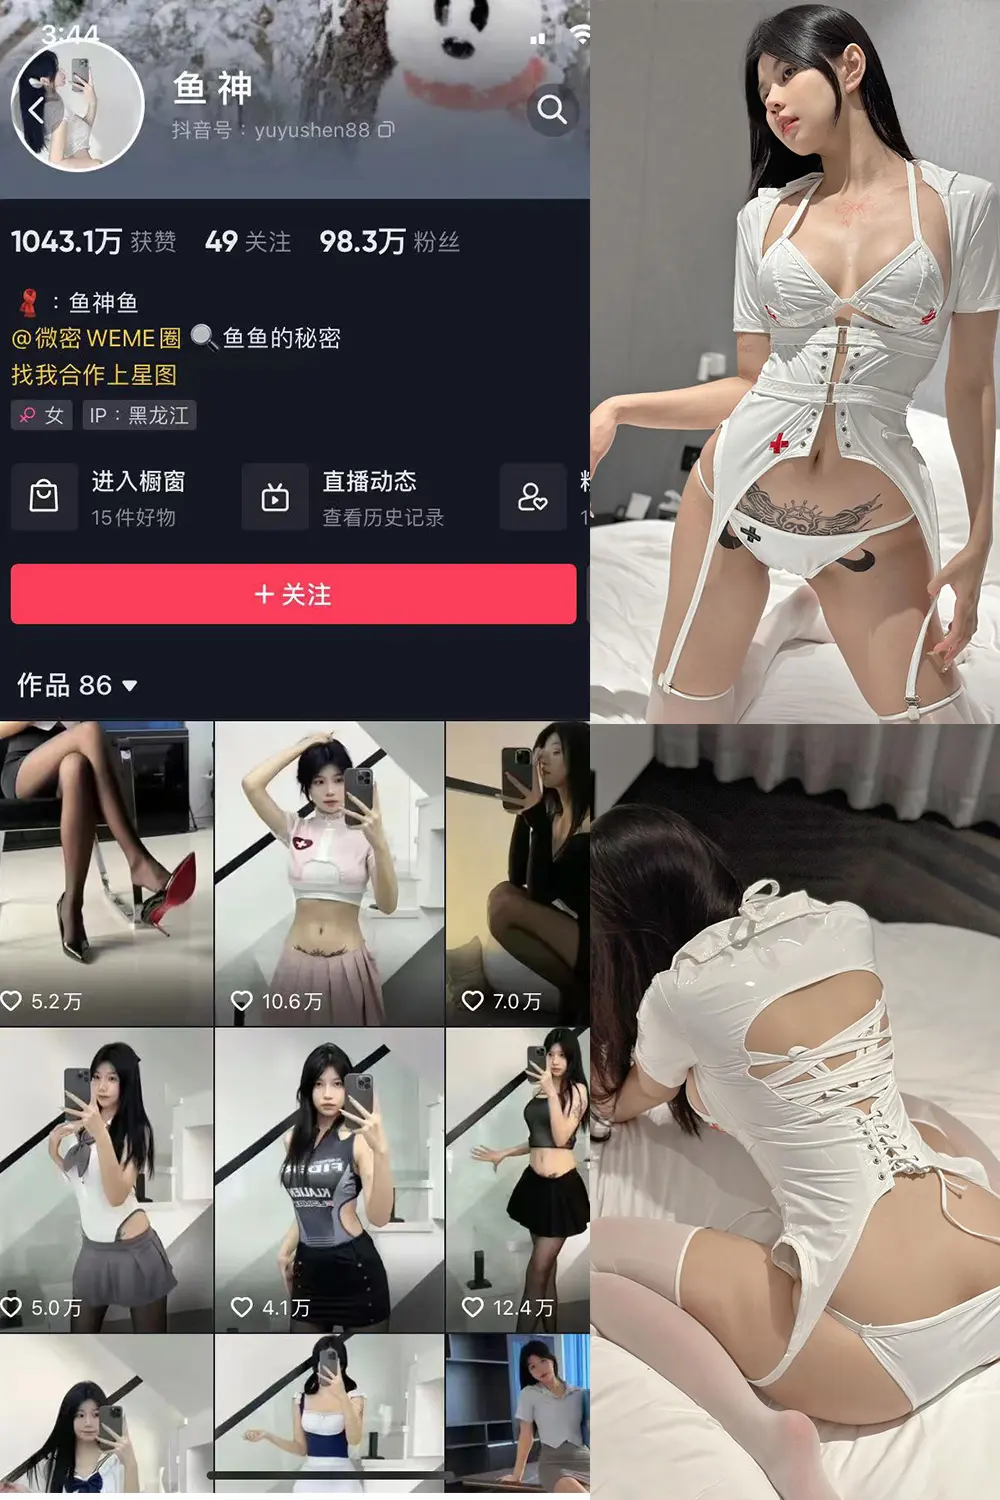 3:44
鱼 神
抖音号：yuyushen88
1043.1万 获赞 49 关注 98.3万 粉丝
：鱼神鱼
@微密 WEME圈 鱼鱼的秘密
找我合作上星图
女 IP：黑龙江
进入橱窗
15件好物
直播动态
查看历史记录
+ 关注
作品 86
5.2万
10.6万
7.0万
5.0万
4.1万
12.4万